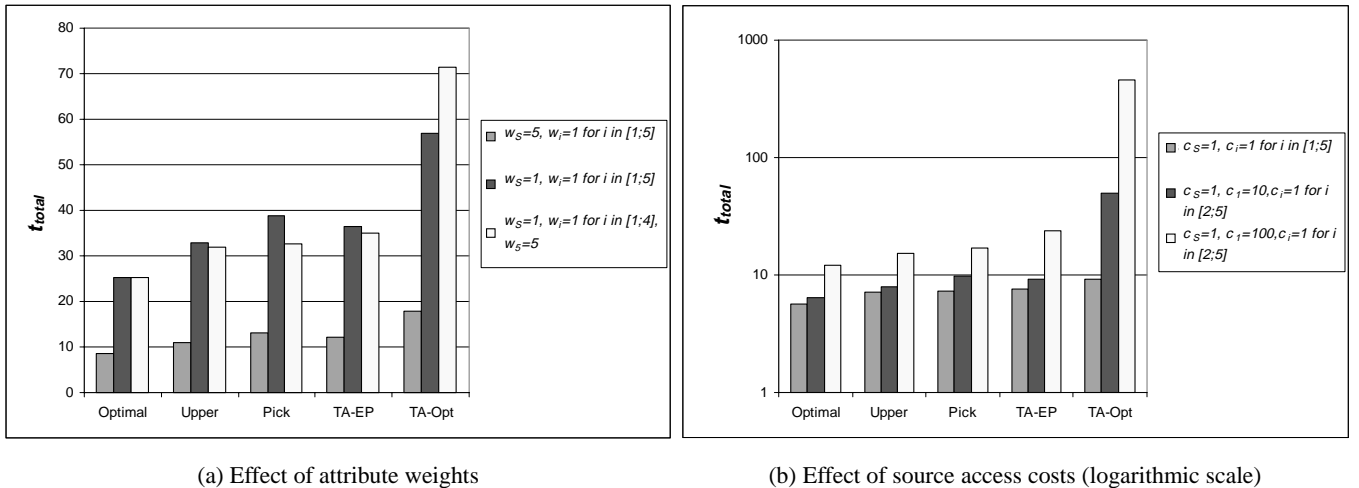 80
70
60
50
40
30
20
10
0
t_total
Optimal Upper Pick TA-EP TA-Opt
w_S=5, w_i=1 for i in [1;5]
w_S=1, w_i=1 for i in [1;5]
w_S=1, w_i=1 for i in [1;4],
w_5=5
1000
100
10
1
t_total
Optimal Upper Pick TA-EP TA-Opt
c_S=1, c_i=1 for i in [1;5]
c_S=1, c_1=10,c_i=1 for i
in [2;5]
c_S=1, c_1=100,c_i=1 for i
in [2;5]
(a) Effect of attribute weights
(b) Effect of source access costs (logarithmic scale)